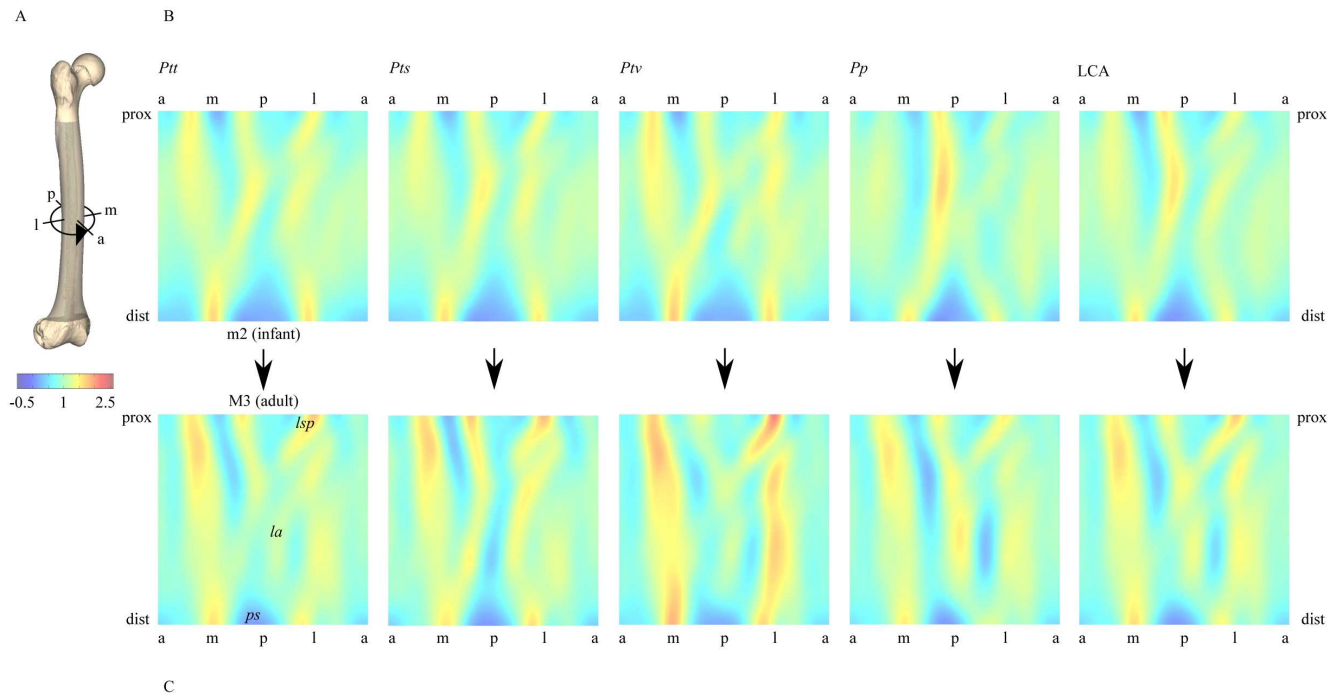 A B
Ptt Pts Ptv Pp LCA
a m p l a a m p l a a m p l a a m p l a a m p l a
prox prox
p
l m
a
dist dist
m2 (infant)
-0.5 1 2.5
M3 (adult)
prox prox
lsp
la
ps
dist dist
a m p l a a m p l a a m p l a a m p l a a m p l a
C